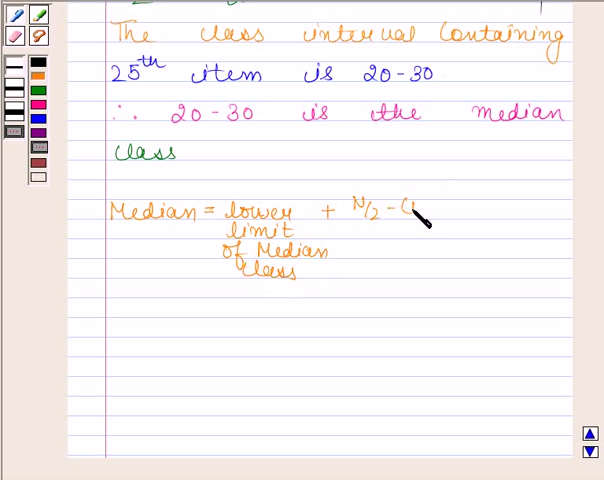 The class interval containing
25th item is 20-30
∴ 20-30 is the median
class
Median = lower + N/2 - C
limit
of Median
class